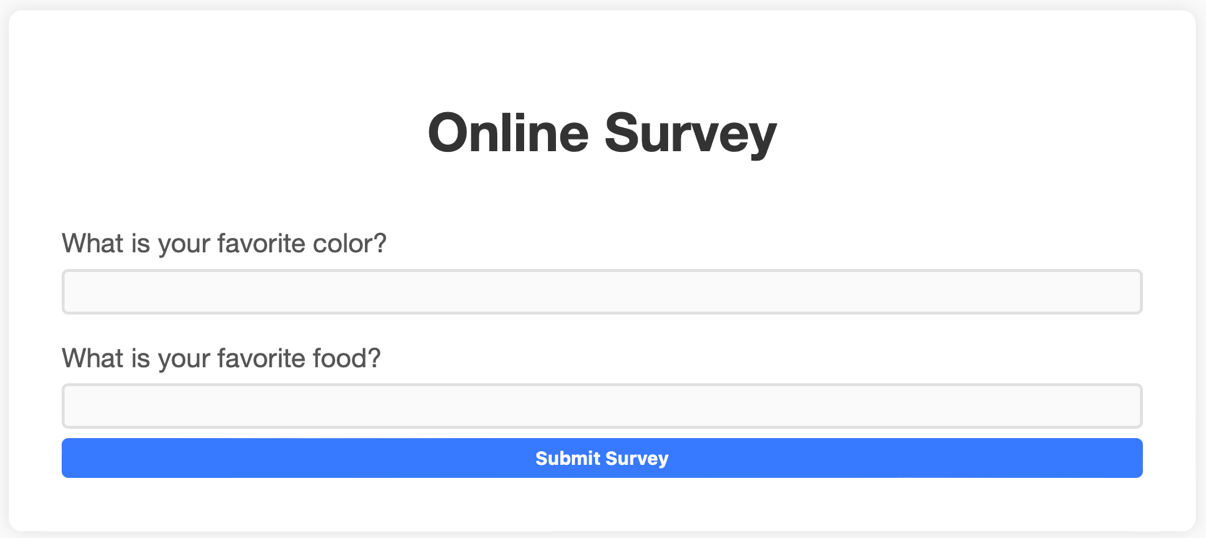 Online Survey
What is your favorite color?
What is your favorite food?
Submit Survey